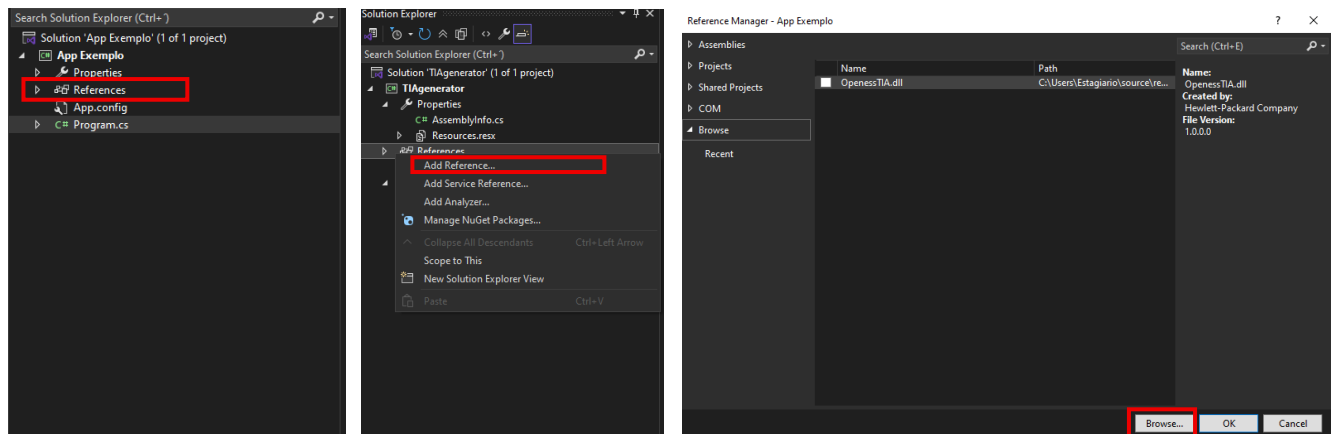 Search Solution Explorer (Ctrl+´)
Solution 'App Exemplo' (1 of 1 project)
App Exemplo
Properties
References
App.config
C# Program.cs
Solution Explorer
Search Solution Explorer (Ctrl+´)
Solution 'TIAgenerator' (1 of 1 project)
C# TIAgenerator
Properties
C# AssemblyInfo.cs
Resources.resx
References
Add Reference...
Add Service Reference...
Add Analyzer...
Manage NuGet Packages...
Collapse All Descendants Ctrl+Left Arrow
Scope to This
New Solution Explorer View
Paste Ctrl+V
Reference Manager - App Exemplo
Assemblies
Projects
Shared Projects
COM
Browse
Recent
Name Path
OpenessTIA.dll C:\Users\Estagiario\source\re...
Search (Ctrl+E)
Name:
OpenessTIA.dll
Created by:
Hewlett-Packard Company
File Version:
1.0.0.0
Browse... OK Cancel